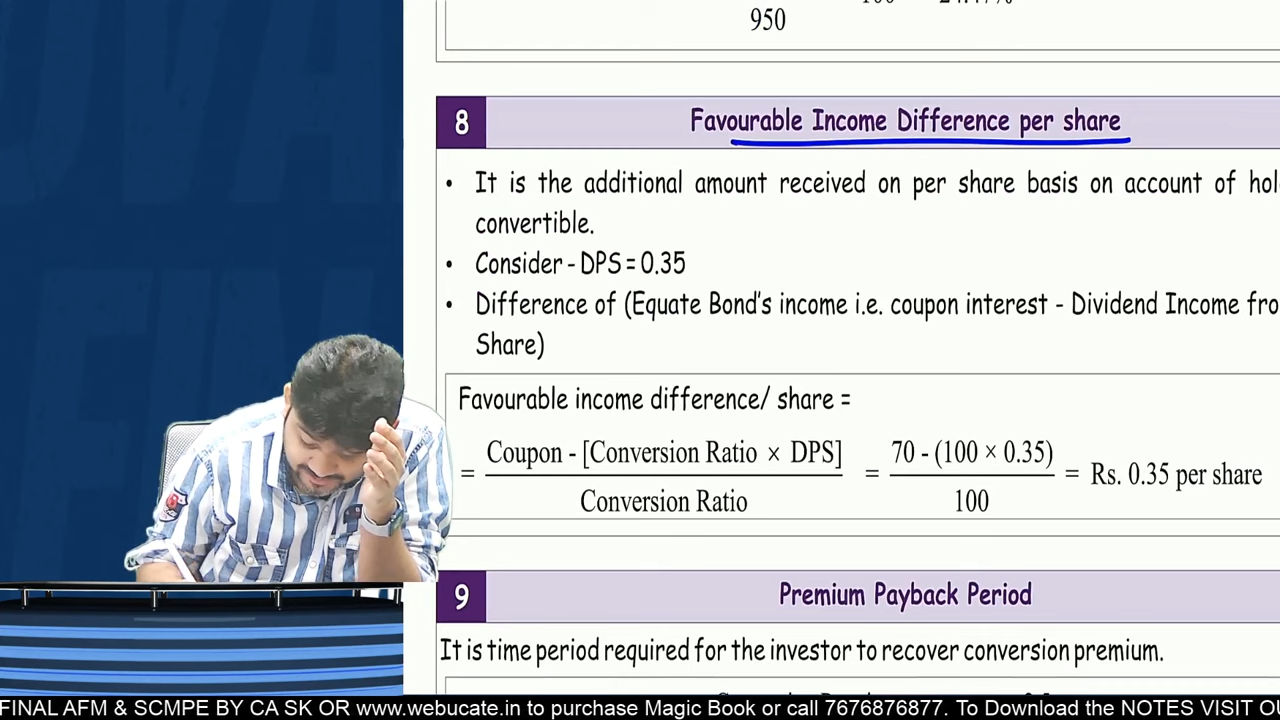 950
8
Favourable Income Difference per share
• It is the additional amount received on per share basis on account of
convertible.
• Consider - DPS = 0.35
• Difference of (Equate Bond's income i.e. coupon interest - Dividend Income
Share)
Favourable income difference/ share =
= Coupon - [Conversion Ratio × DPS] / Conversion Ratio = 70 - (100 × 0.35) / 100 = Rs. 0.35 per share
9
Premium Payback Period
It is time period required for the investor to recover conversion premium.
FINAL AFM & SCMPE BY CA SK OR www.webucate.in to purchase Magic Book or call 7676876877. To Download the NOTES VISIT